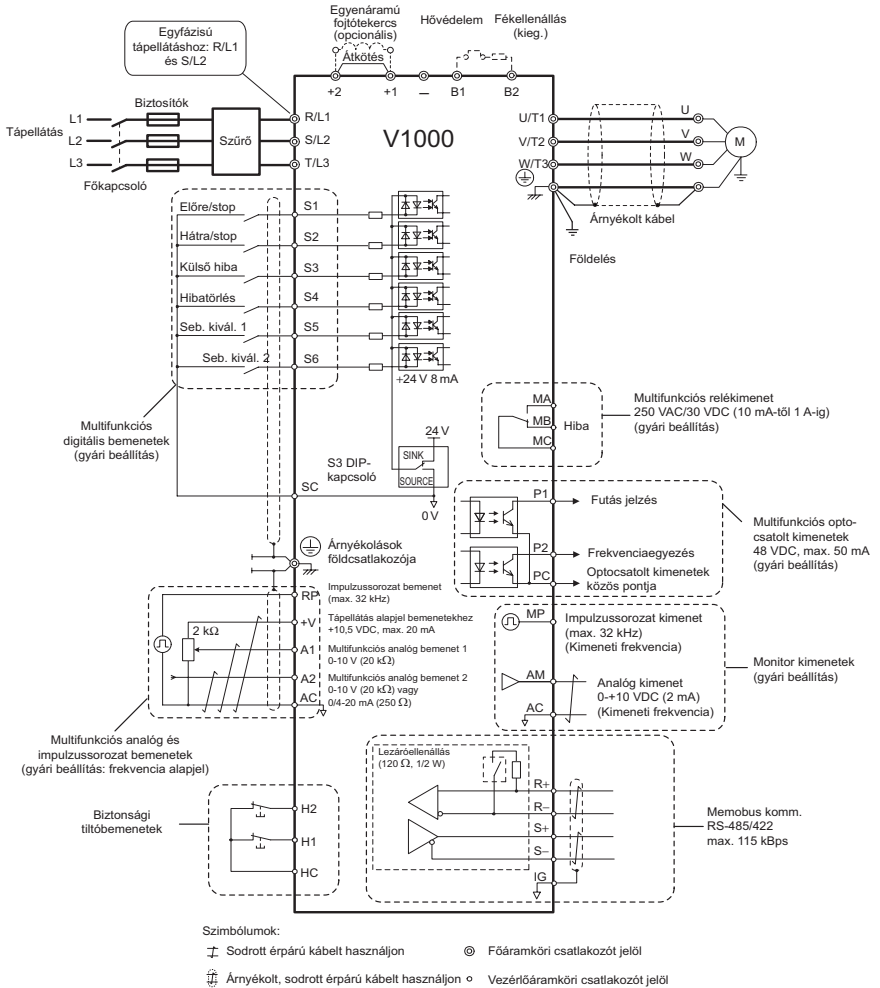 Egyfázisú
tápellátáshoz: R/L1
és S/L2
Egyenáramú
fojtótekercs
(opcionális)
Átkötés
Hővédelem
Fékellenállás
(kieg.)
+2
+1
–
B1
B2
Biztosítók
Tápellátás
L1
L2
L3
Főkapcsoló
Szűrő
R/L1
S/L2
T/L3
V1000
U/T1
V/T2
W/T3
U
V
W
M
Árnyékolt kábel
Földelés
Előre/stop
S1
Hátra/stop
S2
Külső hiba
S3
Hibatörlés
S4
Seb. kivál. 1
S5
Seb. kivál. 2
S6
+24 V 8 mA
Multifunkciós
digitális bemenetek
(gyári beállítás)
24 V
SINK
SOURCE
S3 DIP-
kapcsoló
SC
0 V
MA
MB
MC
Hiba
Multifunkciós relékimenet
250 VAC/30 VDC (10 mA-től 1 A-ig)
(gyári beállítás)
P1
Futás jelzés
P2
Frekvenciaegyezés
PC
Optocsatolt kimenetek
közös pontja
Multifunkciós opto-
csatolt kimenetek
48 VDC, max. 50 mA
(gyári beállítás)
Árnyékolások
földcsatlakozója
RP
Impulzussorozat bemenet
(max. 32 kHz)
+V
Tápellátás alapjel bemenetekhez
+10,5 VDC, max. 20 mA
2 kΩ
A1
Multifunkciós analóg bemenet 1
0-10 V (20 kΩ)
A2
Multifunkciós analóg bemenet 2
0-10 V (20 kΩ) vagy
0/4-20 mA (250 Ω)
AC
Multifunkciós analóg és
impulzussorozat bemenetek
(gyári beállítás: frekvencia alapjel)
MP
Impulzussorozat kimenet
(max. 32 kHz)
(Kimeneti frekvencia)
AM
Analóg kimenet
0-+10 VDC (2 mA)
(Kimeneti frekvencia)
AC
Monitor kimenetek
(gyári beállítás)
Biztonsági
tiltóbemenetek
H2
H1
HC
Lezáróellenállás
(120 Ω, 1/2 W)
R+
R–
S+
S–
IG
Memobus komm.
RS-485/422
max. 115 kBps
Szimbólumok:
Sodrott érpárú kábelt használjon
Főáramköri csatlakozót jelöl
Árnyékolt, sodrott érpárú kábelt használjon
Vezérlőáramköri csatlakozót jelöl